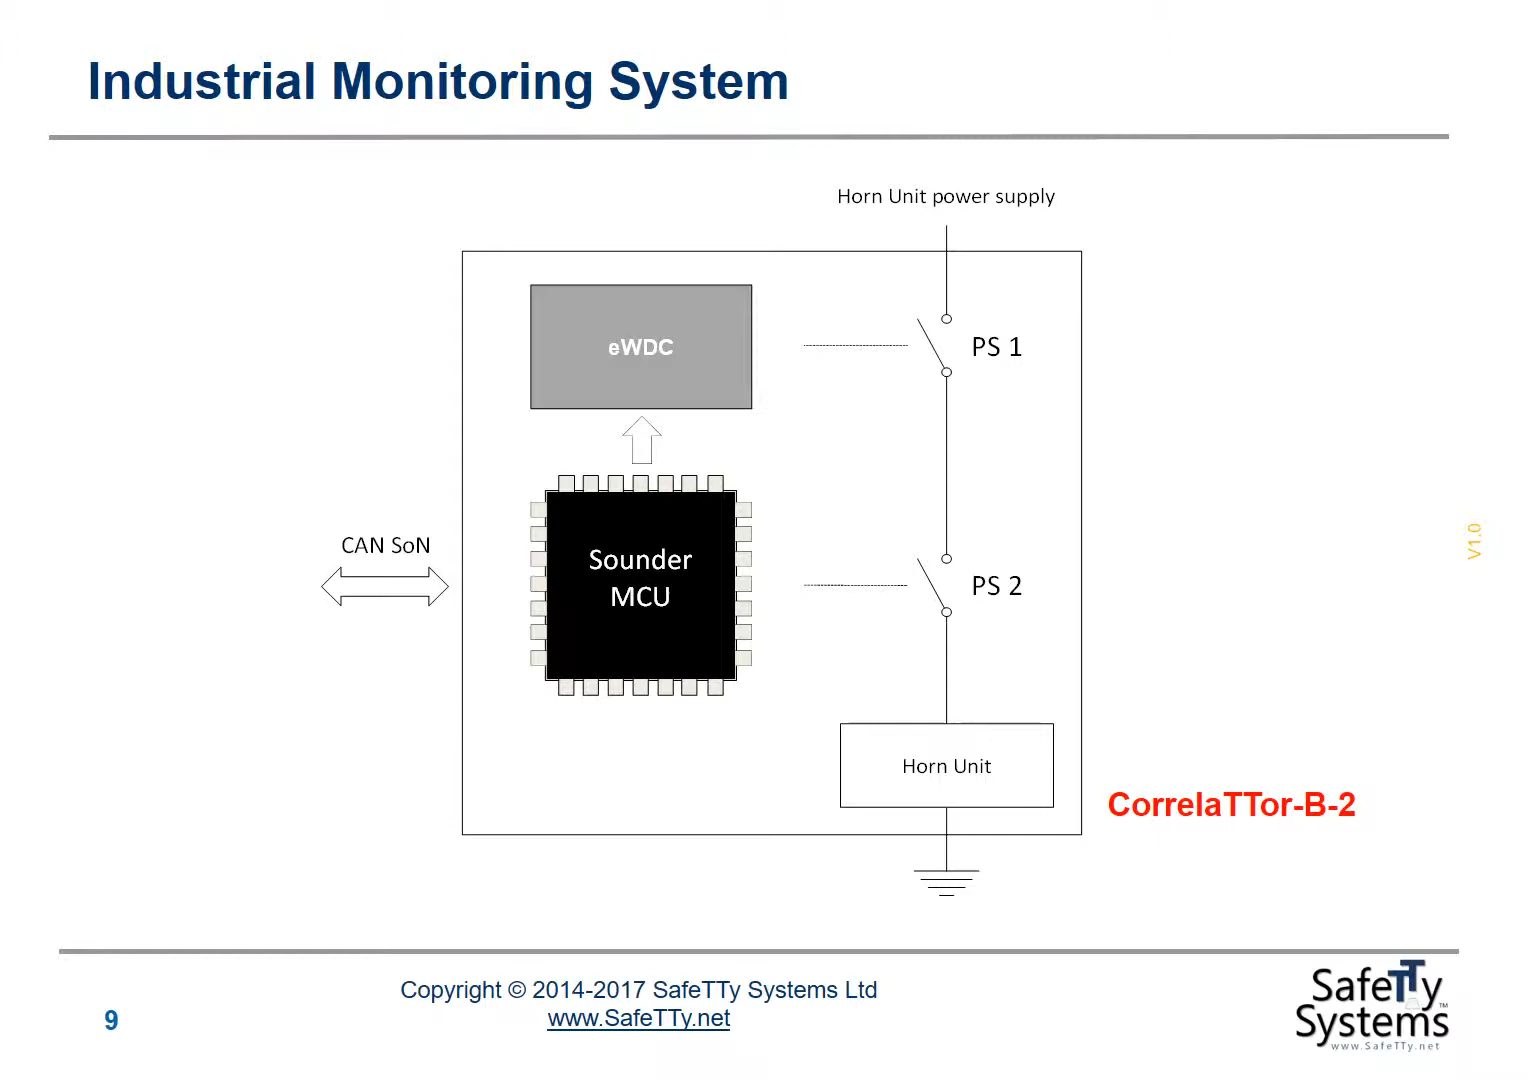 Industrial Monitoring System
Horn Unit power supply
eWDC
PS 1
CAN SoN
Sounder
MCU
PS 2
V1.0
Horn Unit
CorrelaTTor-B-2
Copyright © 2014-2017 SafeTTy Systems Ltd
www.SafeTTy.net
9
SafeTTy
Systems™
www.SafeTTy.net